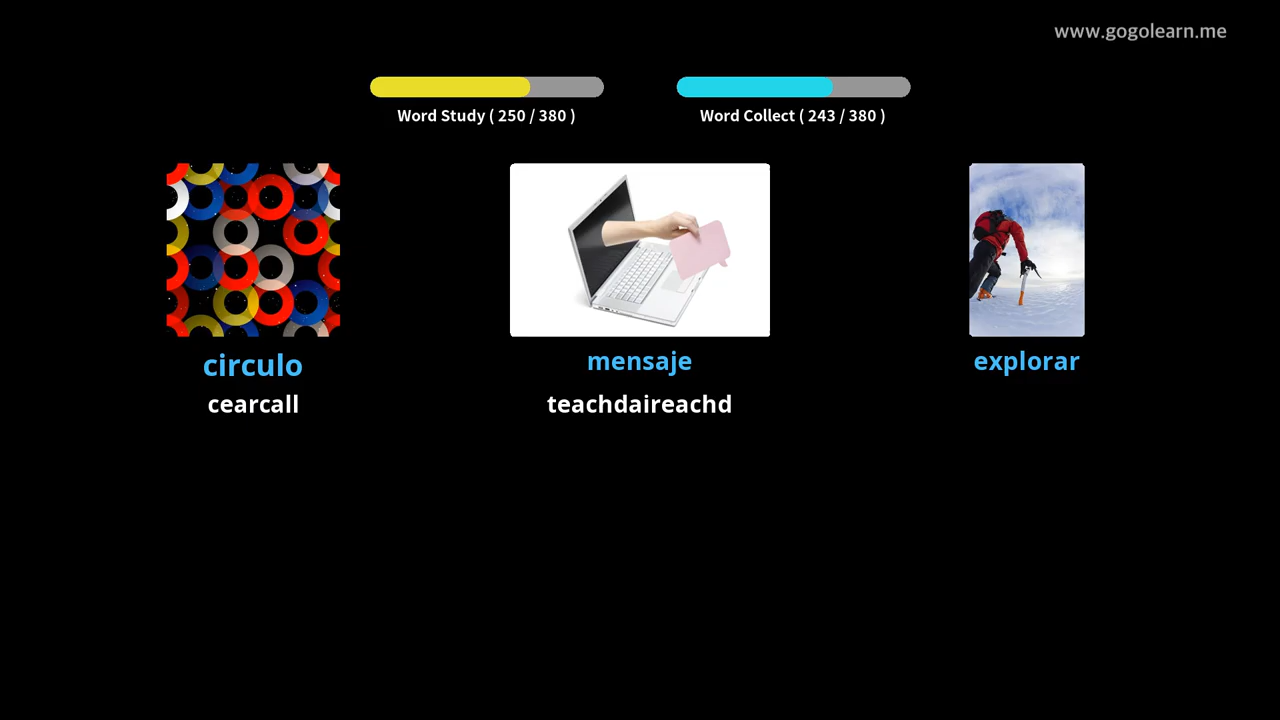 www.gogolearn.me
Word Study ( 250 / 380 )
Word Collect ( 243 / 380 )
circulo
mensaje
explorar
cearcall
teachdaireachd